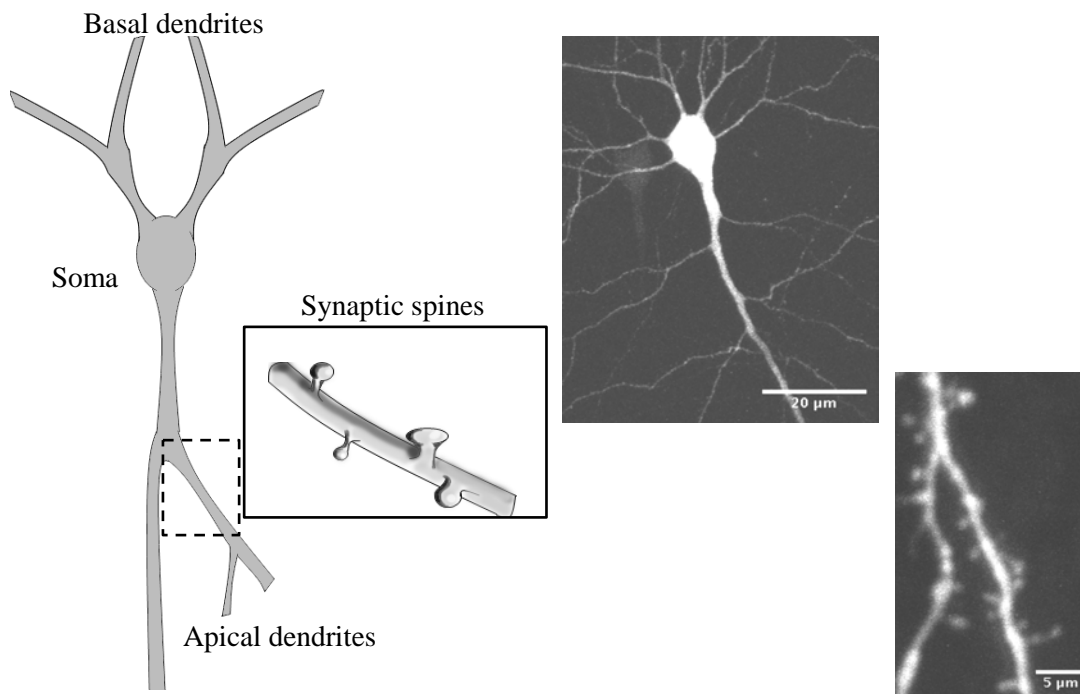 Basal dendrites
Soma
Synaptic spines
20 µm
5 µm
Apical dendrites